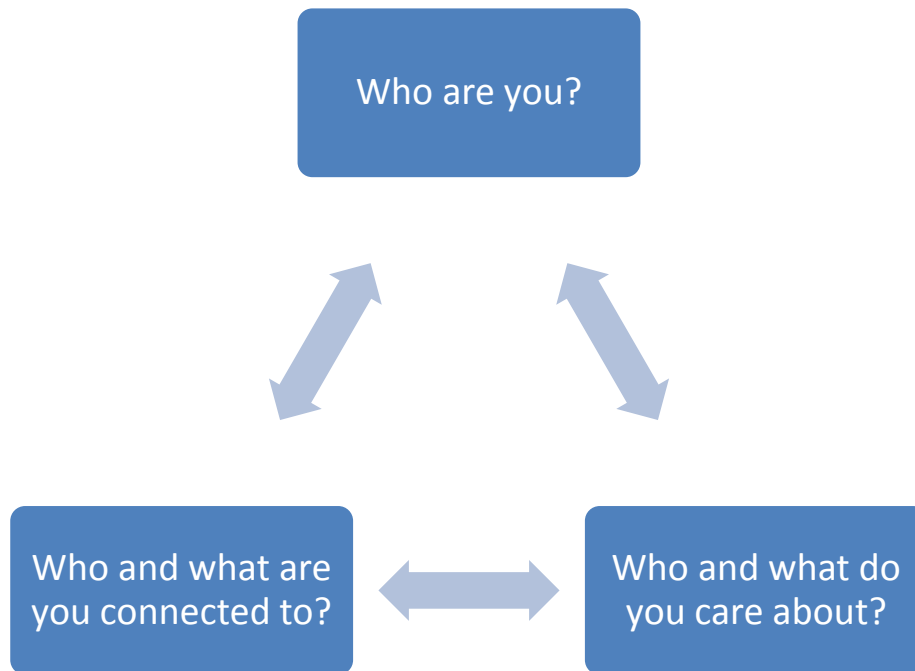 Who are you?
Who and what are
you connected to?
Who and what do
you care about?